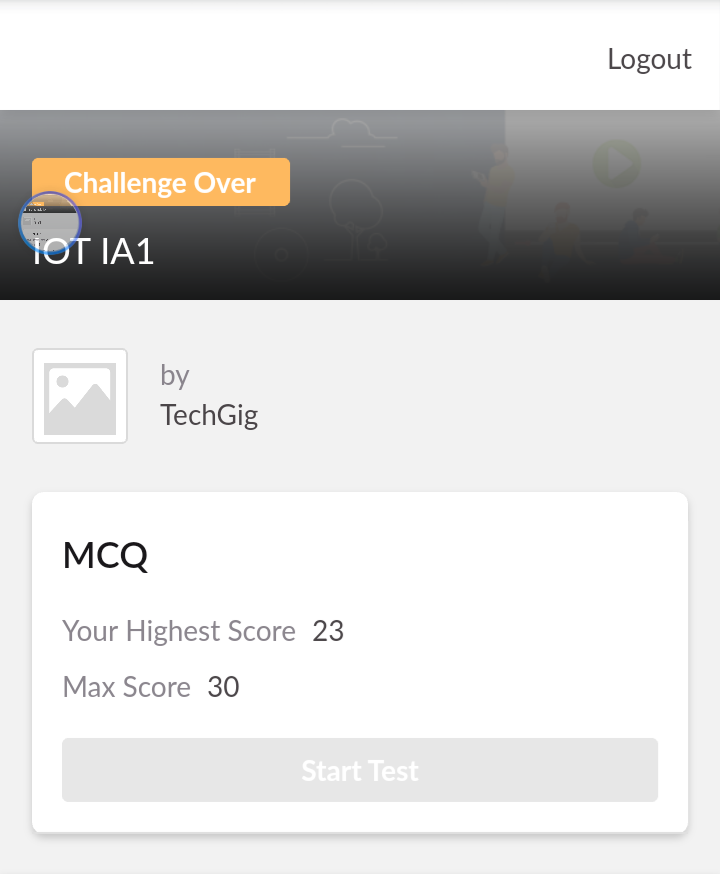 Logout
Challenge Over
IOT IA1
by
TechGig
MCQ
Your Highest Score 23
Max Score 30
Start Test